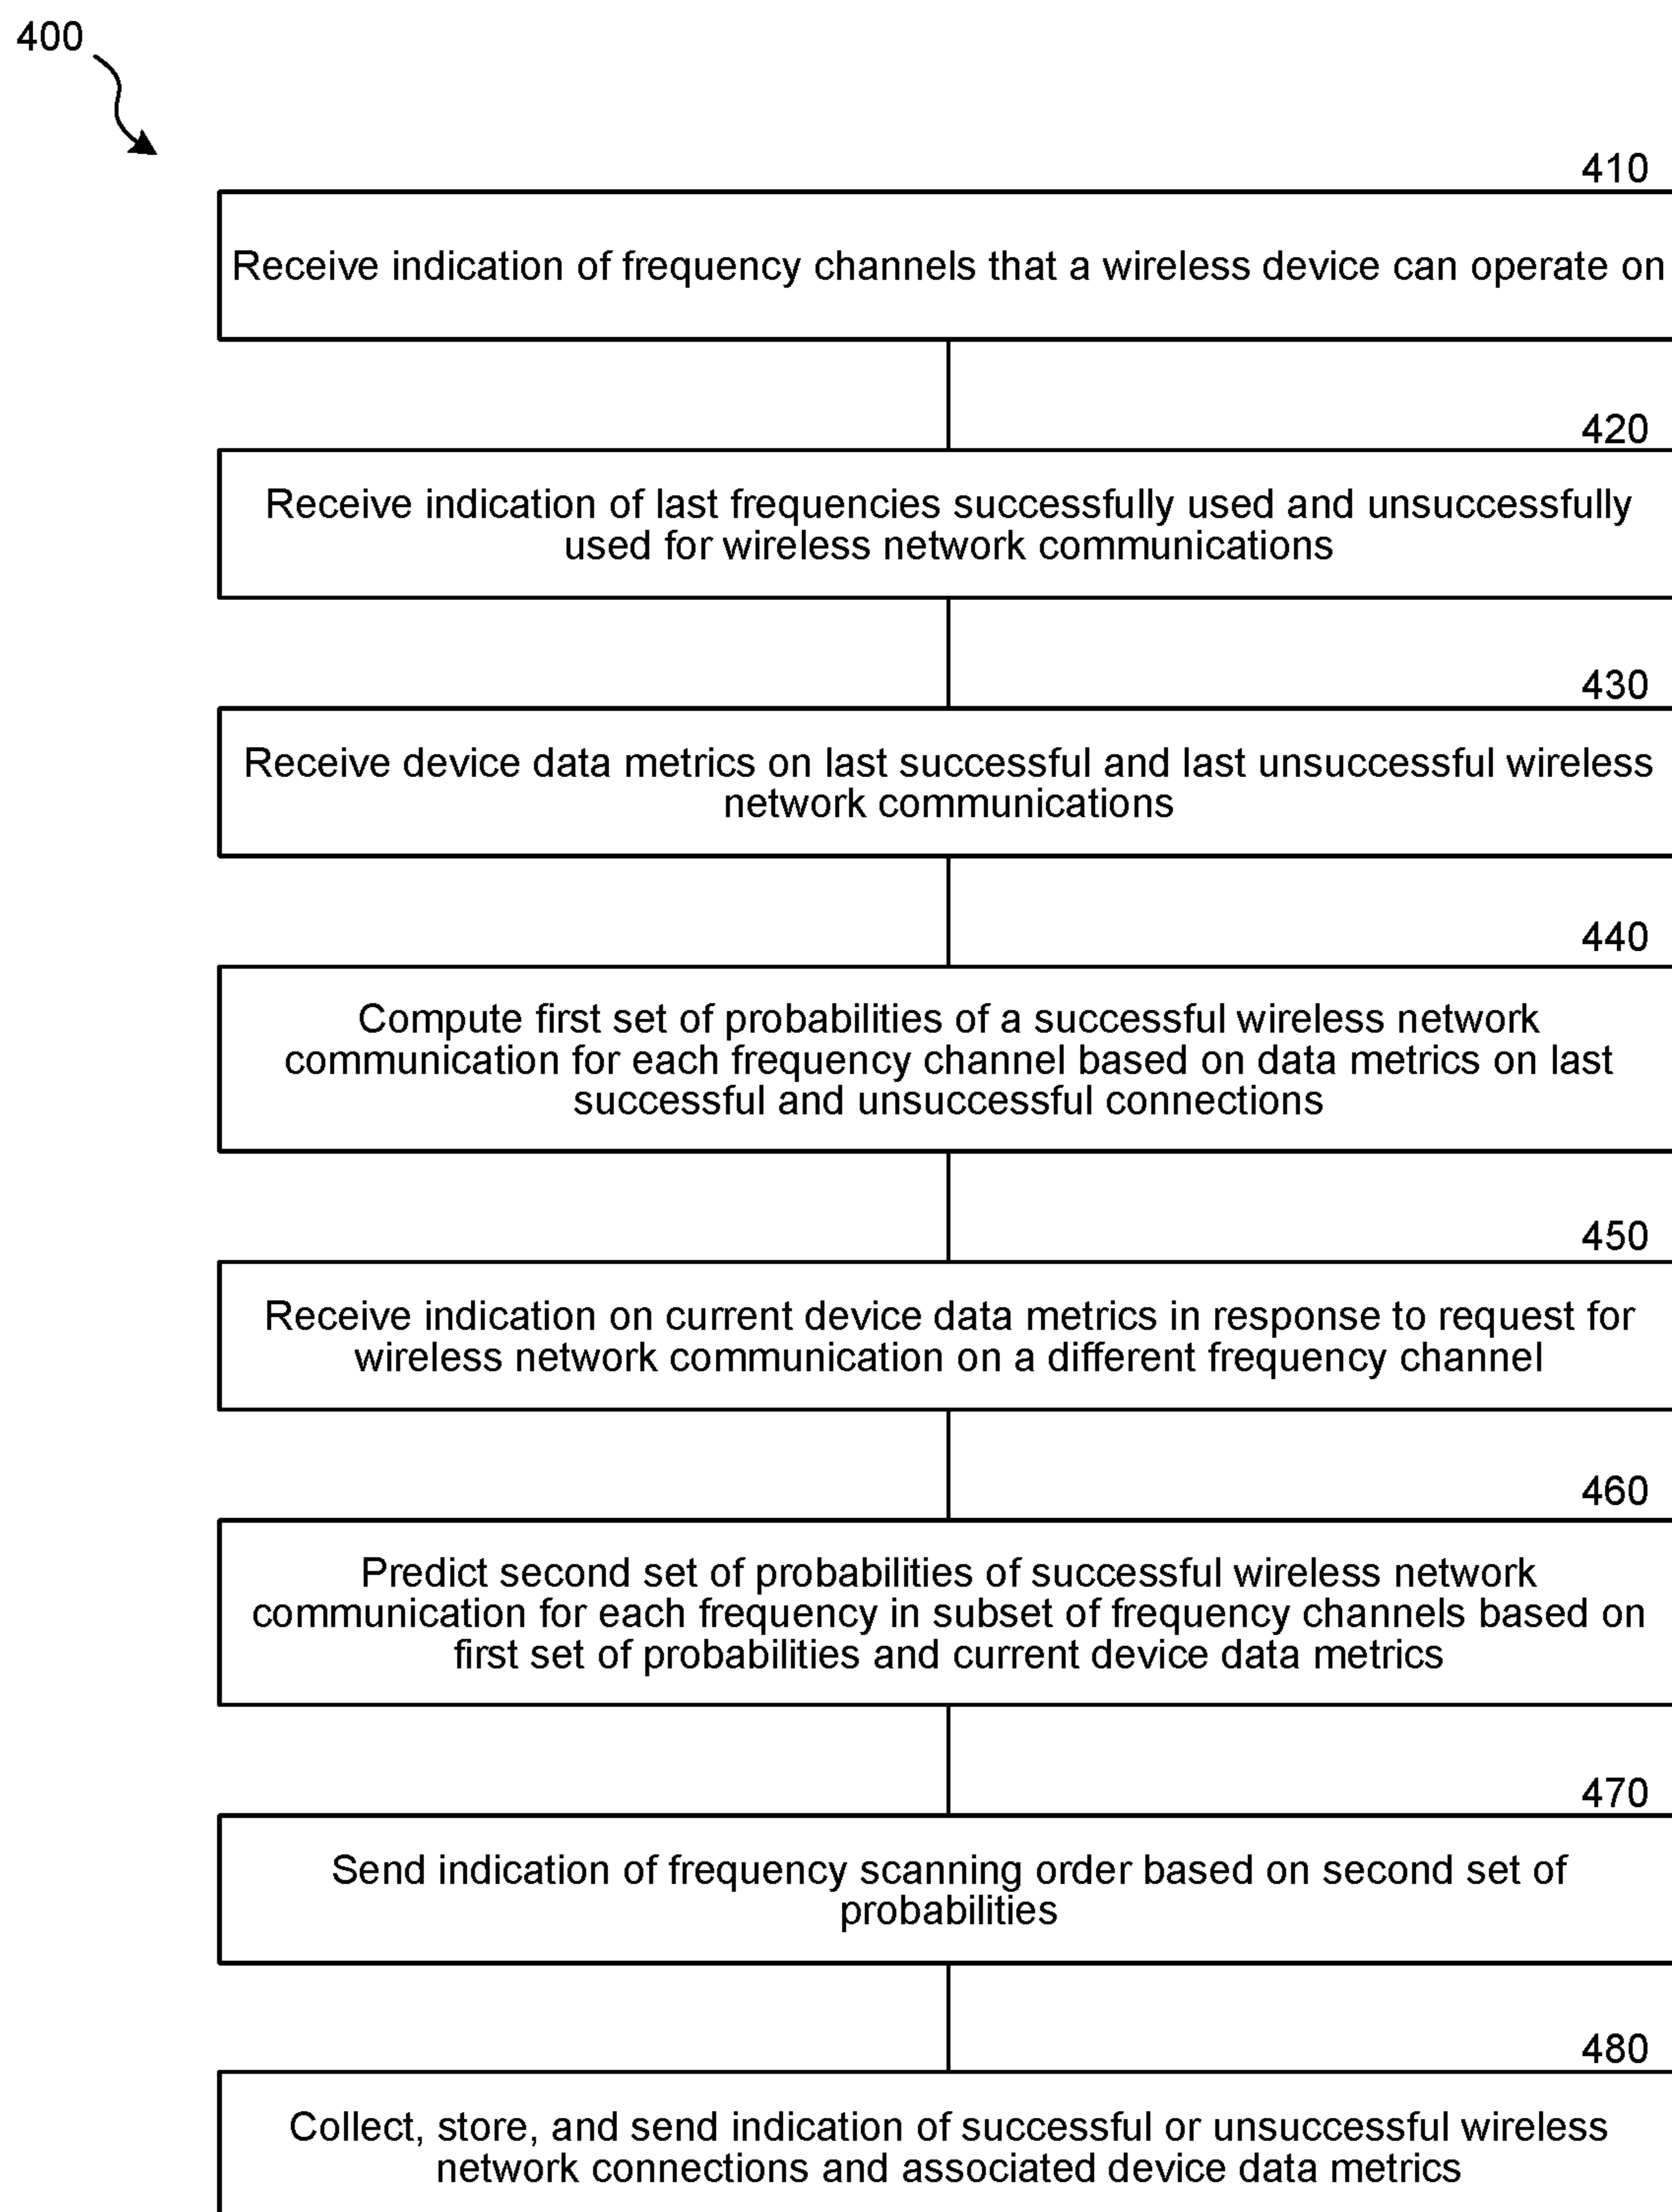 400
410
Receive indication of frequency channels that a wireless device can operate on
420
Receive indication of last frequencies successfully used and unsuccessfully
used for wireless network communications
430
Receive device data metrics on last successful and last unsuccessful wireless
network communications
440
Compute first set of probabilities of a successful wireless network
communication for each frequency channel based on data metrics on last
successful and unsuccessful connections
450
Receive indication on current device data metrics in response to request for
wireless network communication on a different frequency channel
460
Predict second set of probabilities of successful wireless network
communication for each frequency in subset of frequency channels based on
first set of probabilities and current device data metrics
470
Send indication of frequency scanning order based on second set of
probabilities
480
Collect, store, and send indication of successful or unsuccessful wireless
network connections and associated device data metrics